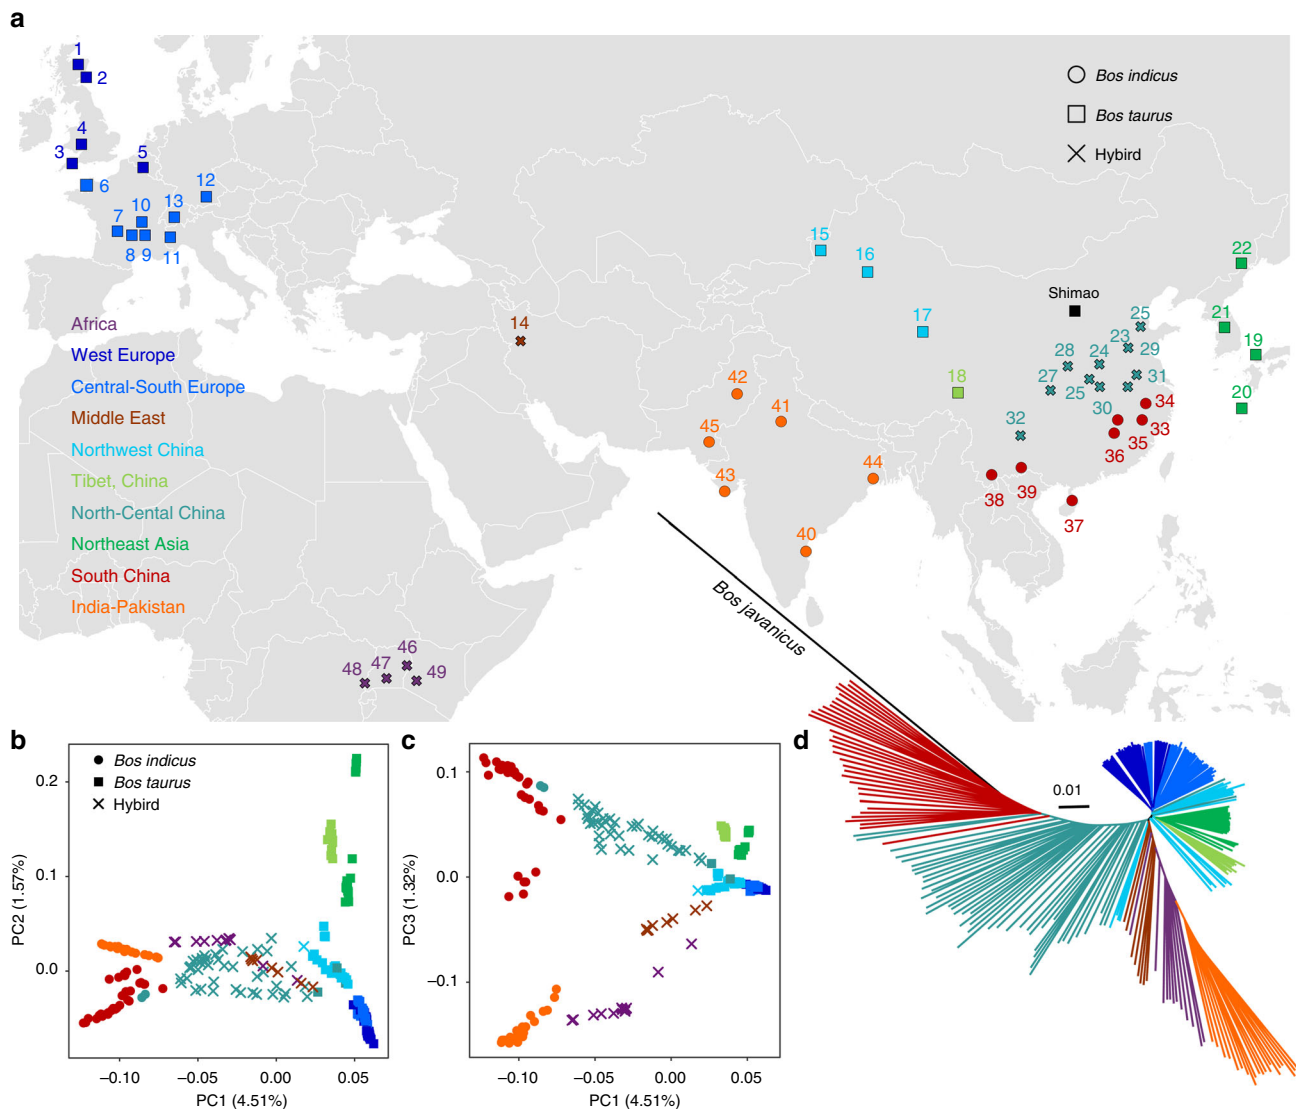 a
1
2
4
3
5
6
12
13
10
7
8 9
11
Bos indicus
Bos taurus
Hybird
15
16
22
Shimao
25
21
17
23
14
19
28
24
29
18
42
27
31
25
34
20
41
30
32
33
45
35
36
44
43
38
39
37
40
Africa
West Europe
Central-South Europe
Middle East
Northwest China
Tibet, China
North-Cental China
Northeast Asia
South China
India-Pakistan
Bos javanicus
46
47
48
49
b
Bos indicus
Bos taurus
Hybird
0.2
0.1
0.0
PC2 (1.57%)
–0.10
–0.05
0.00
0.05
PC1 (4.51%)
c
0.1
0.0
–0.1
PC3 (1.32%)
–0.10
–0.05
0.00
0.05
PC1 (4.51%)
d
0.01